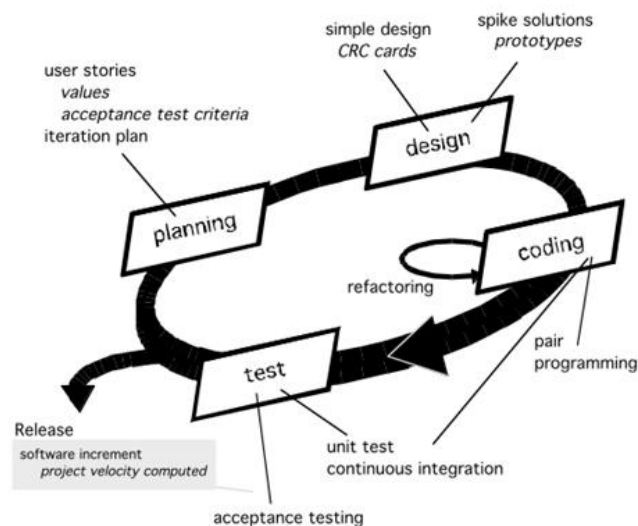 simple design
CRC cards
spike solutions
prototypes
user stories
values
acceptance test criteria
iteration plan
design
planning
coding
refactoring
test
pair
programming
Release
software increment
project velocity computed
unit test
continuous integration
acceptance testing